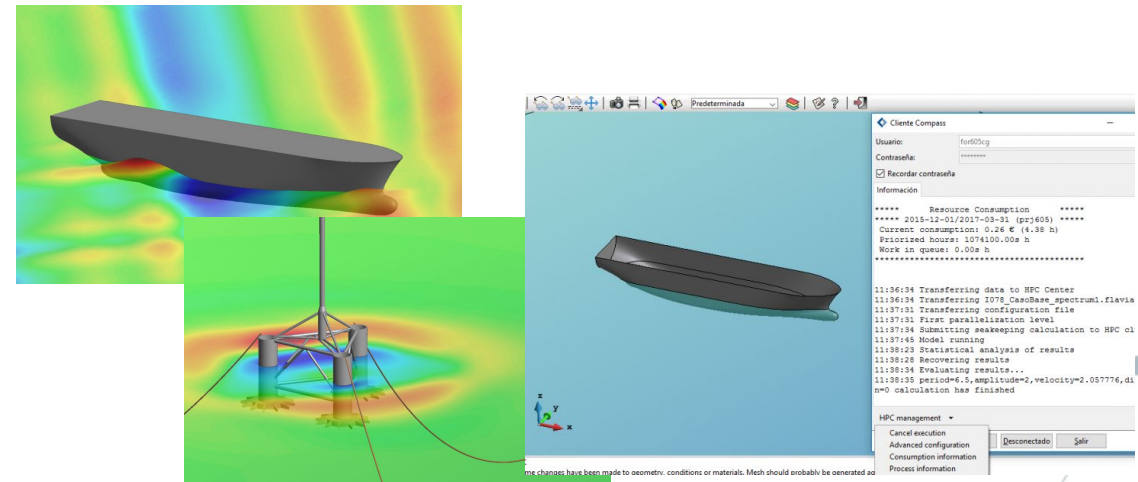 Predeterminada
Cliente Compass
Usuario: for605cg
Contraseña: ********
Recordar contraseña
Información
***** Resource Consumption *****
***** 2015-12-01/2017-03-31 (prj605) *****
Current consumption: 0.26 € (4.38 h)
Priorized hours: 1074100.00s h
Work in queue: 0.00s h
******************************************
11:36:34 Transferring data to HPC Center
11:36:34 Transferring I078_CasoBase_spectrum1.flavia
11:37:31 Transferring configuration file
11:37:31 First parallelization level
11:37:34 Submitting seakeeping calculation to HPC cl
11:37:45 Model running
11:38:23 Statistical analysis of results
11:38:28 Recovering results
11:38:34 Evaluating results...
11:38:35 period=6.5,amplitude=2,velocity=2.057776,di
n=0 calculation has finished
HPC management
Cancel execution
Advanced configuration
Consumption information
Process information
Desconectado
Salir
z
y
x
me changes have been made to geometry, conditions or materials. Mesh should probably be generated ag